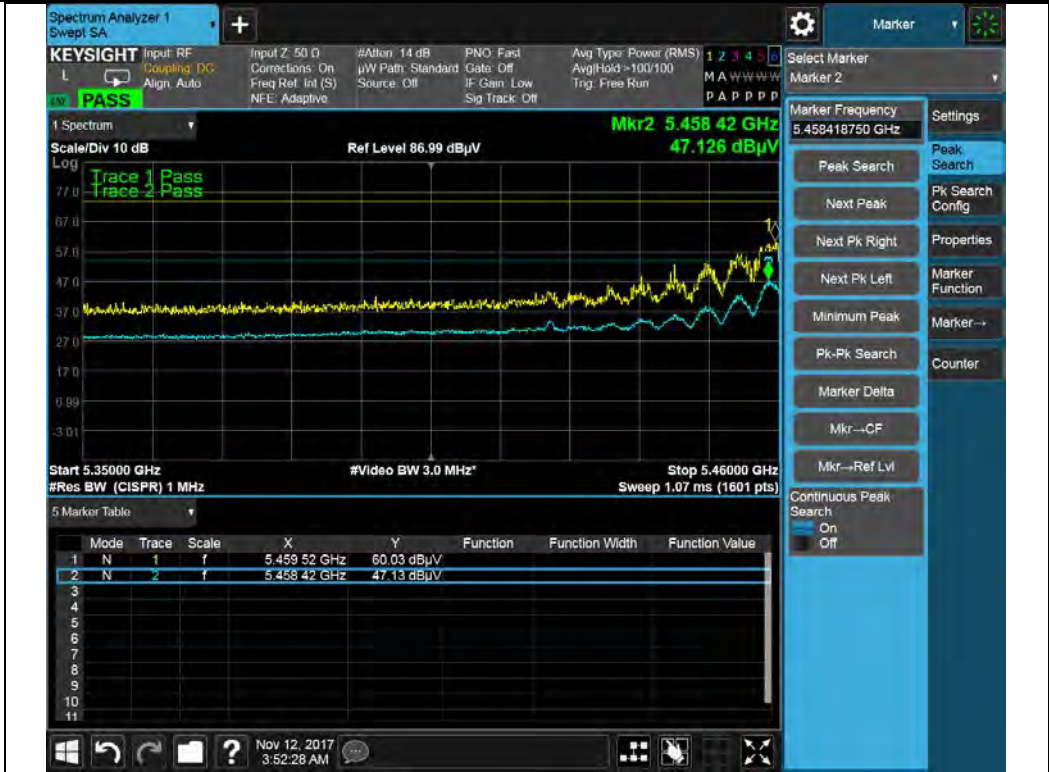 Spectrum Analyzer 1
Swept SA
+
Marker
KEYSIGHT Input: RF Input Z: 50 Ω #Atten: 14 dB PNO: Fast Avg Type: Power (RMS) 1 2 3 4 5 6
L Coupling: DC Corrections: On µW Path: Standard Gate: Off Avg|Hold:>100/100 M A W W W W
Align: Auto Freq Ref: Int (S) Source: Off IF Gain: Low Trig: Free Run
PASS NFE: Adaptive Sig Track: Off P A P P P P
Select Marker
Marker 2
1 Spectrum
Mkr2 5.458 42 GHz
Scale/Div 10 dB Ref Level 86.99 dBµV 47.126 dBµV
Log
Trace 1 Pass
Trace 2 Pass
77.0
67.0
57.0
47.0
37.0
27.0
17.0
6.99
-3.01
1
Start 5.35000 GHz #Video BW 3.0 MHz* Stop 5.46000 GHz
#Res BW (CISPR) 1 MHz Sweep 1.07 ms (1601 pts)
Marker Frequency
5.458418750 GHz
Peak Search
Next Peak
Next Pk Right
Next Pk Left
Minimum Peak
Pk-Pk Search
Marker Delta
Mkr→CF
Mkr→Ref Lvl
Continuous Peak
Search
On
Off
Settings
Peak
Search
Pk Search
Config
Properties
Marker
Function
Marker→
Counter
5 Marker Table
Mode Trace Scale X Y Function Function Width Function Value
1 N 1 f 5.459 52 GHz 60.03 dBµV
2 N 2 f 5.458 42 GHz 47.13 dBµV
3
4
5
6
7
8
9
10
11
? Nov 12, 2017
3:52:28 AM